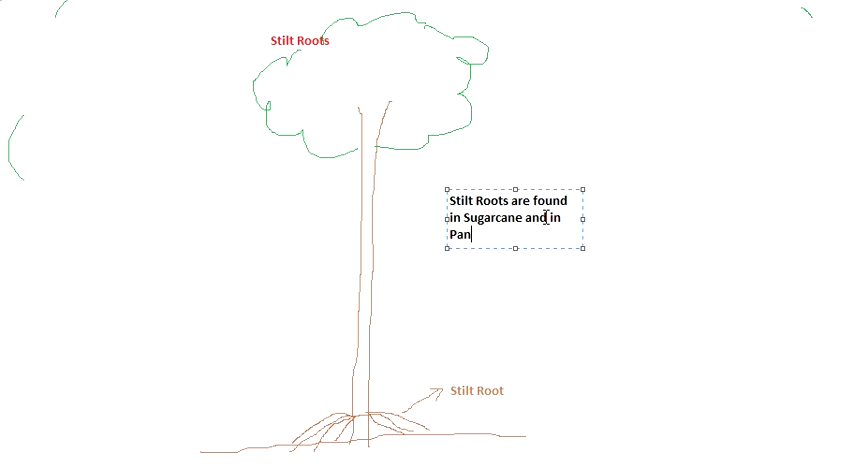 Stilt Roots
Stilt Roots are found
in Sugarcane and in
Pan
Stilt Root